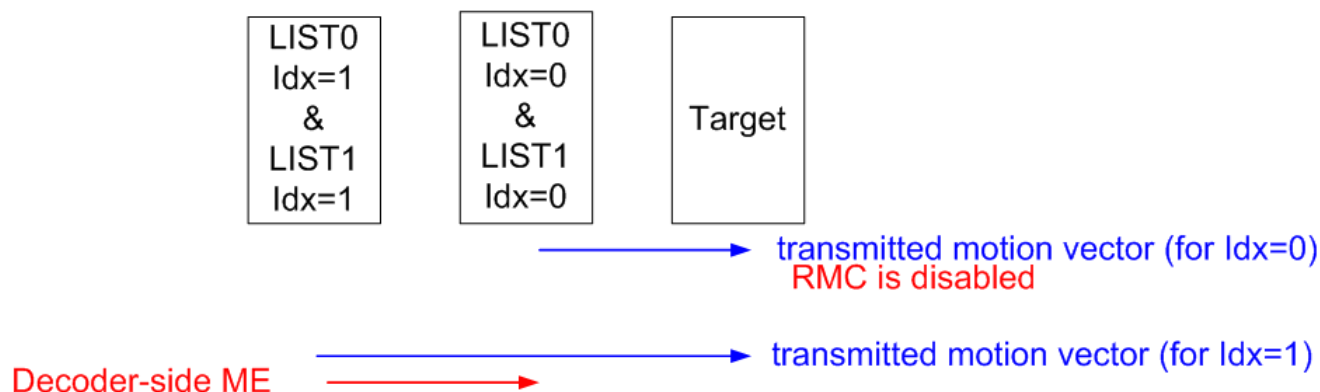 LIST0
Idx=1
&
LIST1
Idx=1
LIST0
Idx=0
&
LIST1
Idx=0
Target
transmitted motion vector (for Idx=0)
RMC is disabled
transmitted motion vector (for Idx=1)
Decoder-side ME